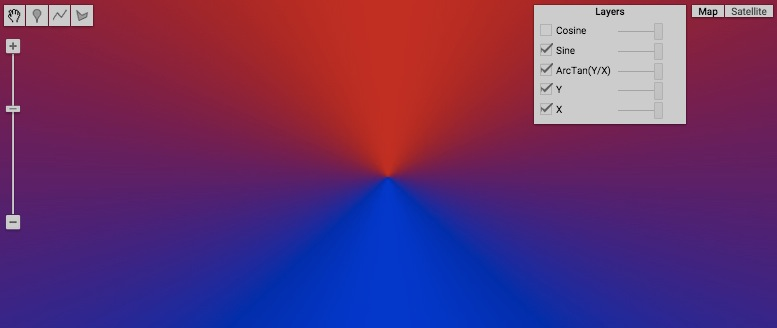 Layers
Cosine
Sine
ArcTan(Y/X)
Y
X
Map Satellite